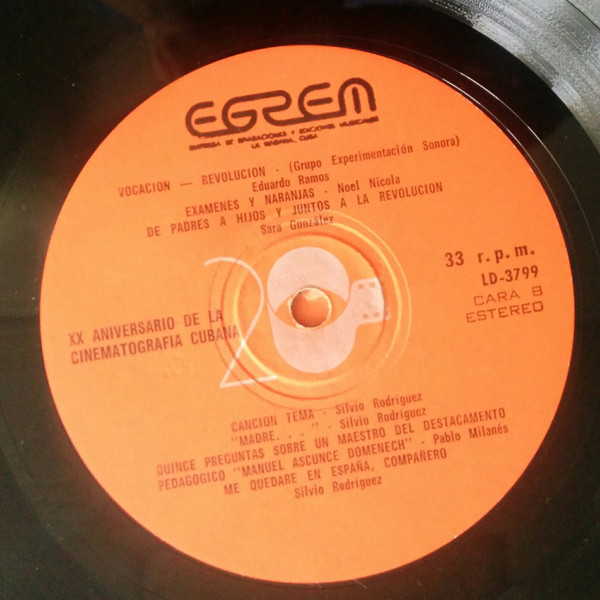 EGREM
EMPRESA DE GRABACIONES Y EDICIONES MUSICALES
LA HABANA, CUBA
VOCACION — REVOLUCION - (Grupo Experimentación Sonora)
Eduardo Ramos
EXAMENES Y NARANJAS - Noel Nicola
DE PADRES A HIJOS Y JUNTOS A LA REVOLUCION
Sara González
33 r.p.m.
LD-3799
CARA B
ESTEREO
XX ANIVERSARIO DE LA
CINEMATOGRAFIA CUBANA
20
CANCION TEMA - Silvio Rodríguez
"MADRE. . ." - Silvio Rodríguez
QUINCE PREGUNTAS SOBRE UN MAESTRO DEL DESTACAMENTO
PEDAGOGICO "MANUEL ASCUNCE DOMENECH" - Pablo Milanés
ME QUEDARE EN ESPAÑA, COMPAÑERO
Silvio Rodríguez